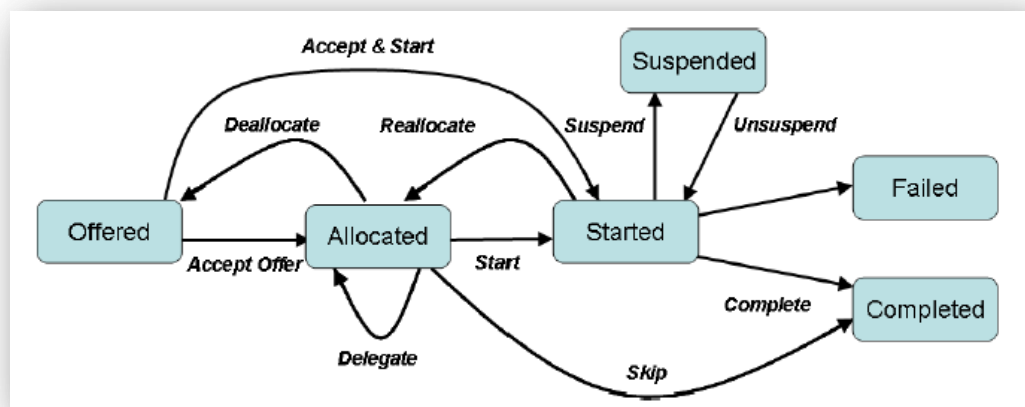 Accept & Start
Suspended
Deallocate
Reallocate
Suspend
Unsuspend
Failed
Offered
Allocated
Started
Accept Offer
Start
Complete
Completed
Delegate
Skip